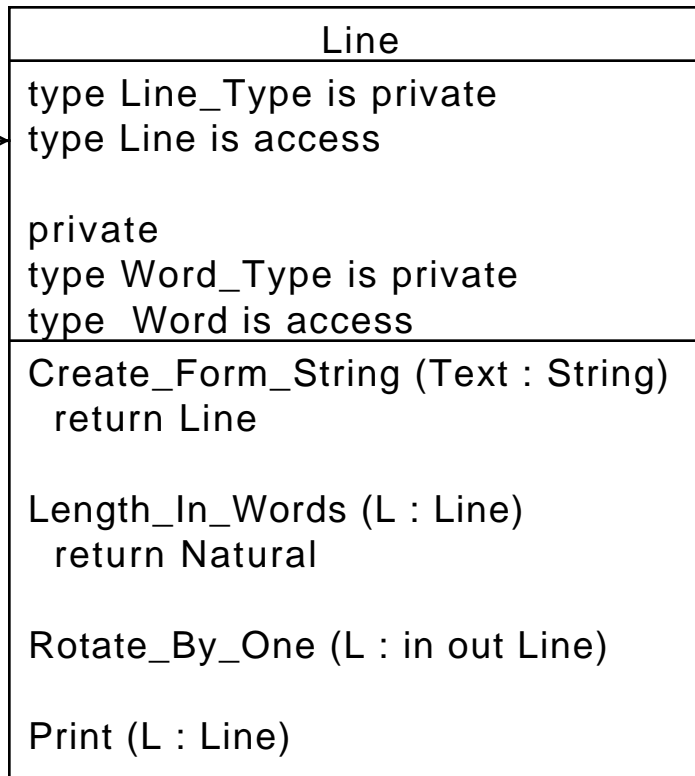 Line
type Line_Type is private
type Line is access
private
type Word_Type is private
type Word is access
Create_Form_String (Text : String)
return Line
Length_In_Words (L : Line)
return Natural
Rotate_By_One (L : in out Line)
Print (L : Line)